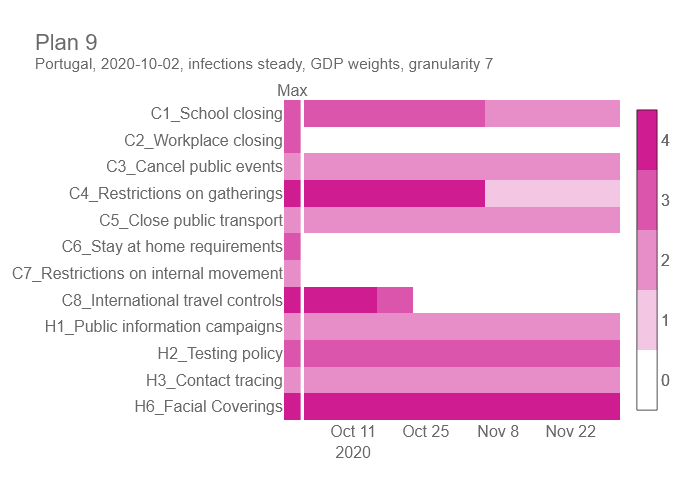 Plan 9
Portugal, 2020-10-02, infections steady, GDP weights, granularity 7
Max
C1_School closing
C2_Workplace closing
C3_Cancel public events
C4_Restrictions on gatherings
C5_Close public transport
C6_Stay at home requirements
C7_Restrictions on internal movement
C8_International travel controls
H1_Public information campaigns
H2_Testing policy
H3_Contact tracing
H6_Facial Coverings
Oct 11 Oct 25 Nov 8 Nov 22
2020
4
3
2
1
0